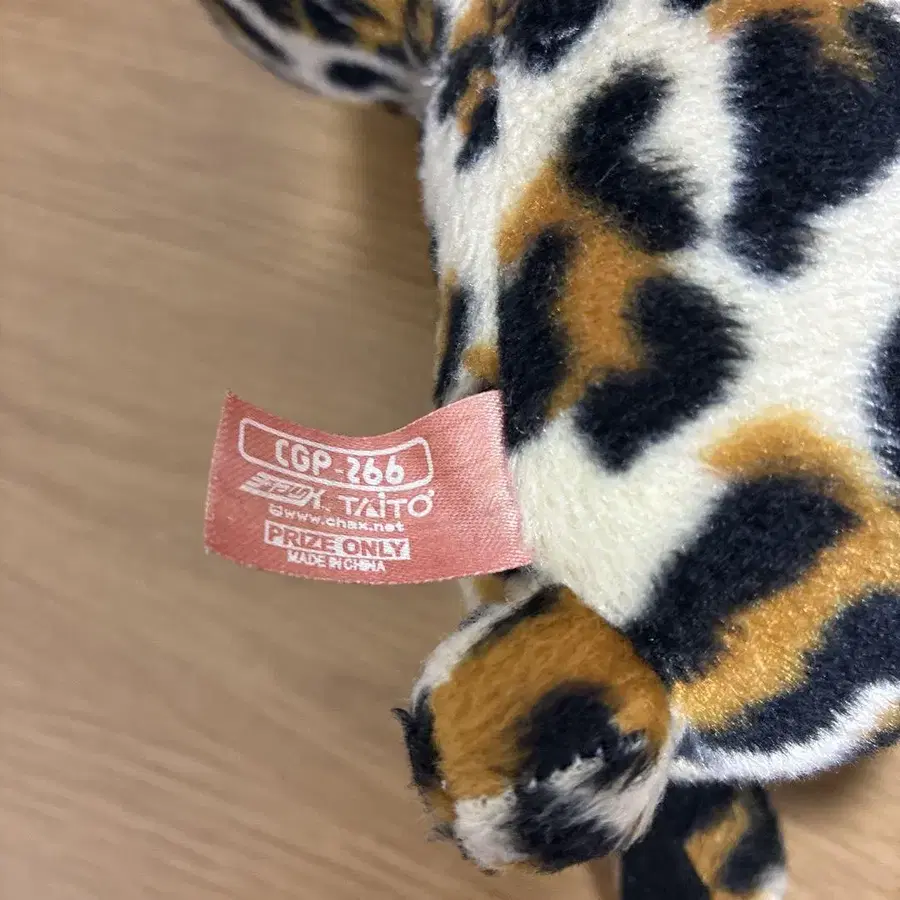 CGP-266
TAITO
©www.chax.net
PRIZE ONLY
MADE IN CHINA